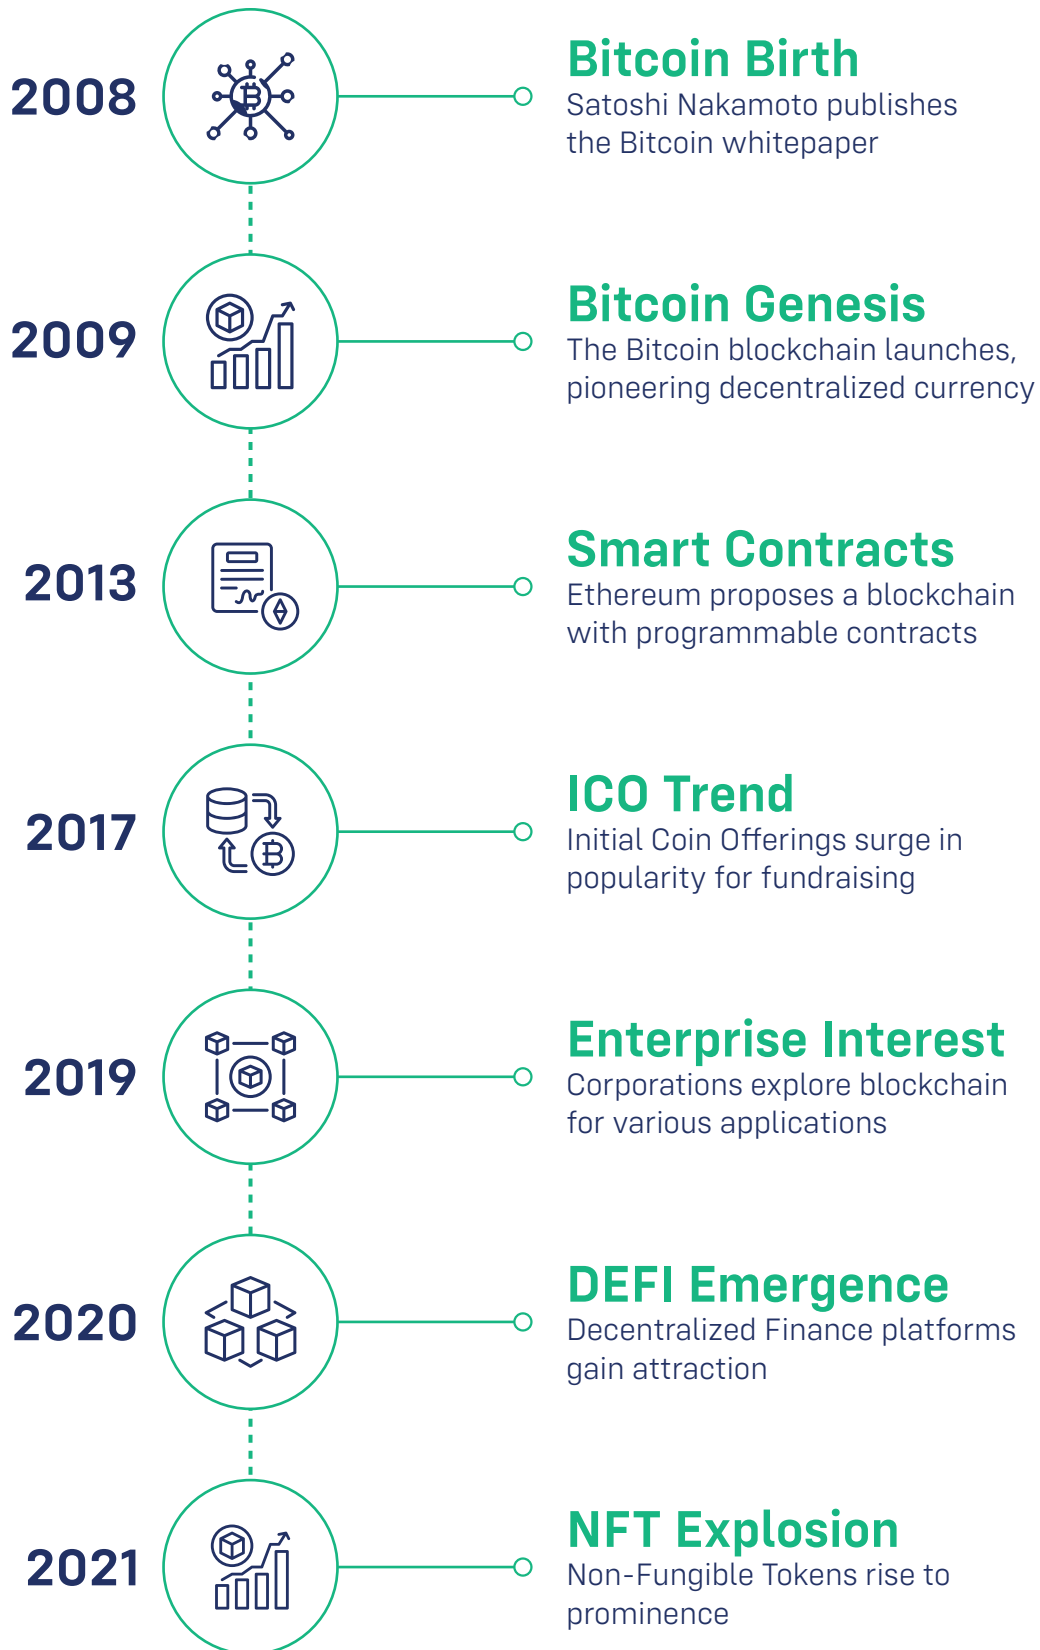 2008
Bitcoin Birth
Satoshi Nakamoto publishes
the Bitcoin whitepaper
2009
Bitcoin Genesis
The Bitcoin blockchain launches,
pioneering decentralized currency
2013
Smart Contracts
Ethereum proposes a blockchain
with programmable contracts
2017
ICO Trend
Initial Coin Offerings surge in
popularity for fundraising
2019
Enterprise Interest
Corporations explore blockchain
for various applications
2020
DEFI Emergence
Decentralized Finance platforms
gain attraction
2021
NFT Explosion
Non-Fungible Tokens rise to
prominence